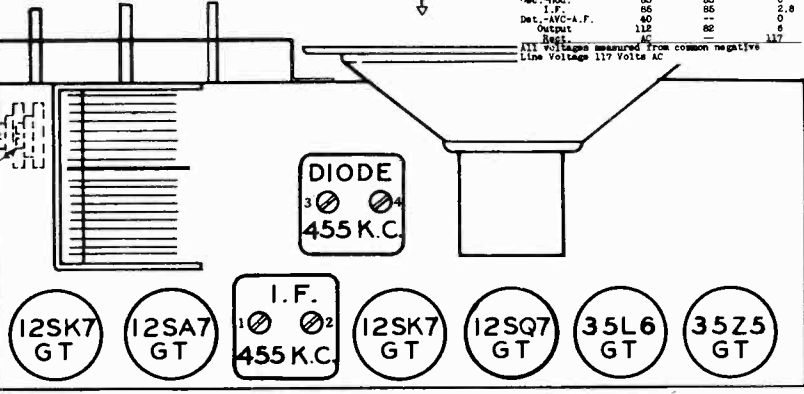 I.F. 86 86 2.8
Det.-AVC-A.F. 40 -- 0
Output 112 82 6
Rect. AC — 117
All voltages measured from common negative
Line Voltage 117 Volts AC
DIODE
3 4
455 K.C.
I.F.
1 2
455 K.C.
12SK7 GT
12SA7 GT
12SK7 GT
12SQ7 GT
35L6 GT
35Z5 GT